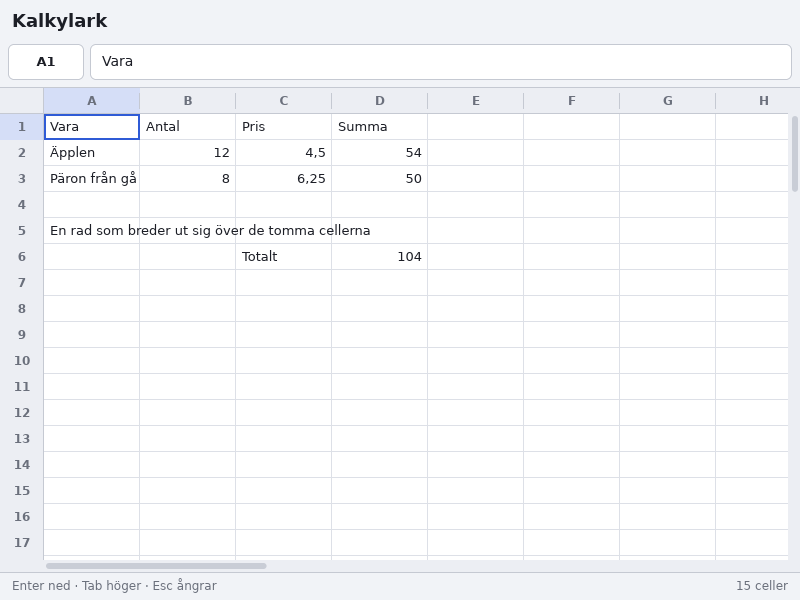 Kalkylark
A1 Vara
A B C D E F G H
1 Vara Antal Pris Summa
2 Äpplen 12 4,5 54
3 Päron från gå 8 6,25 50
4
5 En rad som breder ut sig över de tomma cellerna
6 Totalt 104
7
8
9
10
11
12
13
14
15
16
17
Enter ned · Tab höger · Esc ångrar 15 celler